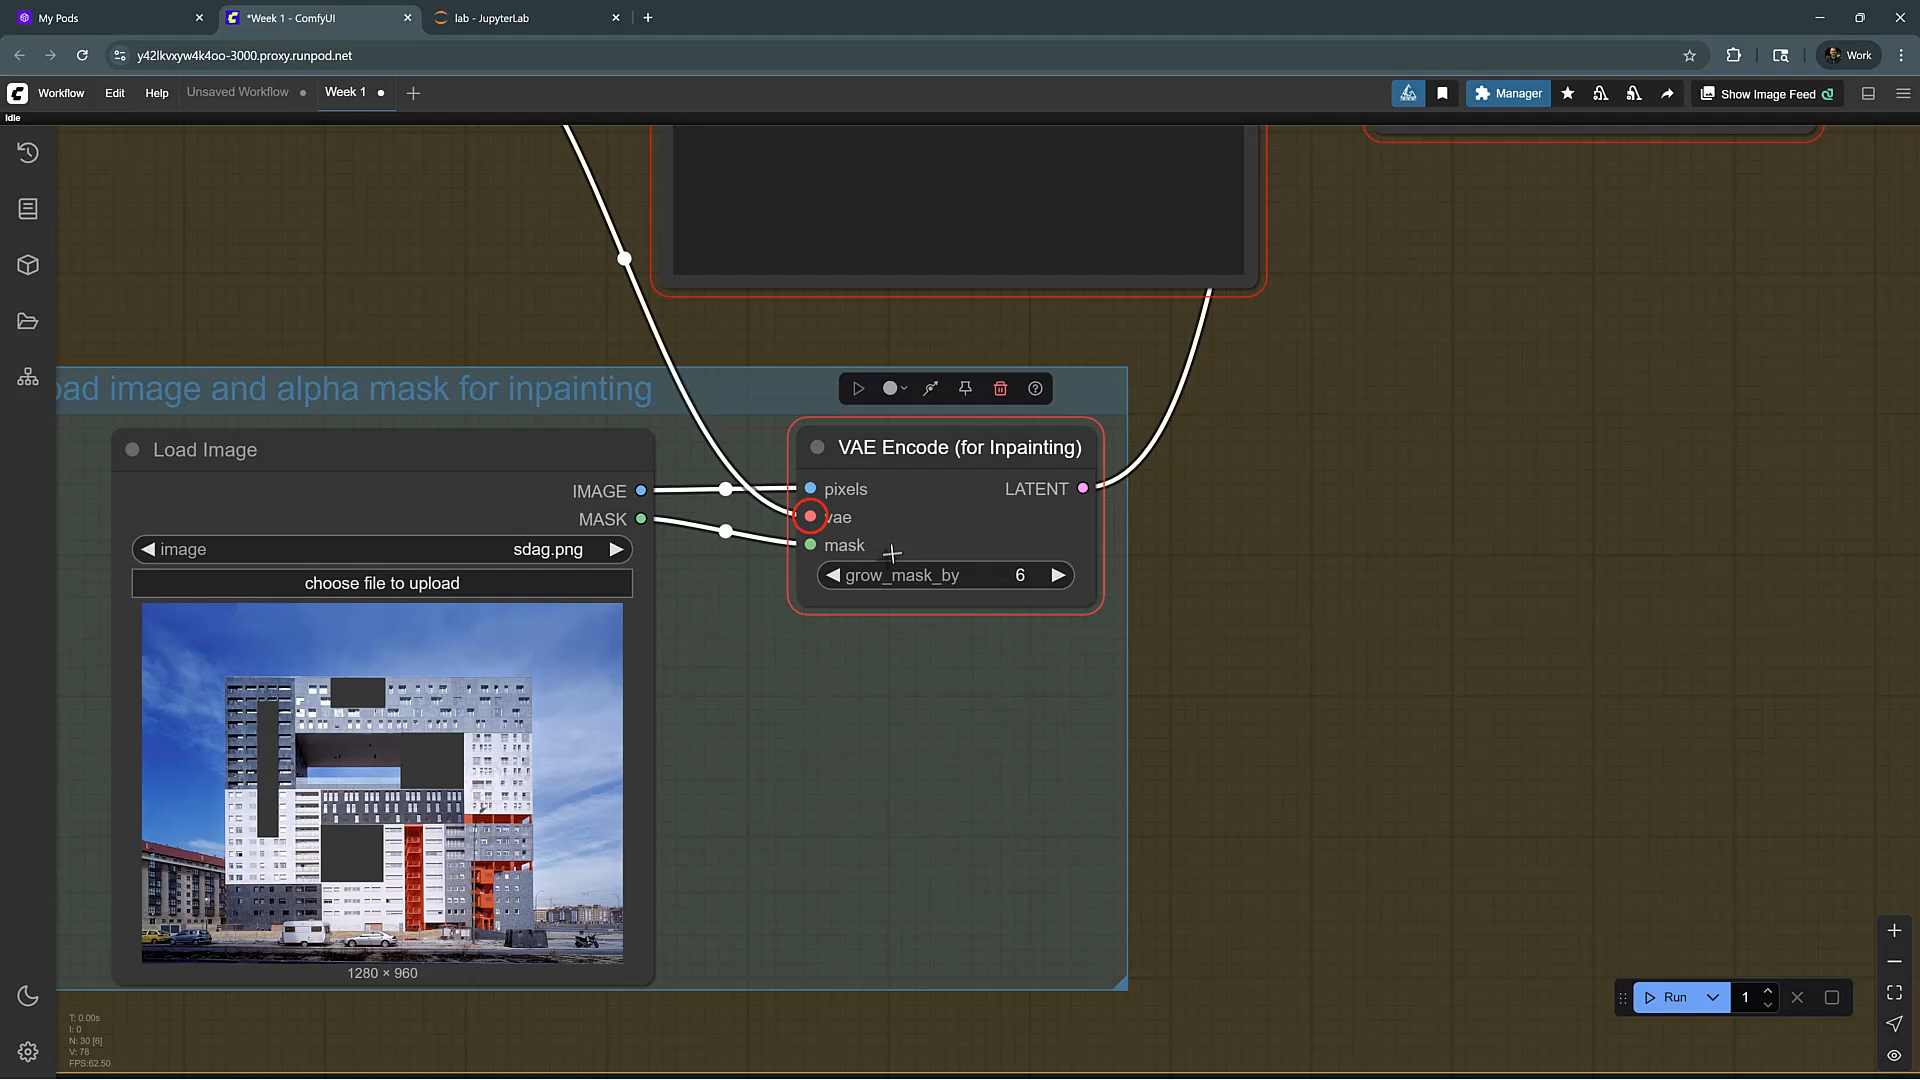 My Pods
*Week 1 - ComfyUI
lab - JupyterLab
y42lkvxyw4k4oo-3000.proxy.runpod.net
Work
Workflow
Edit
Help
Unsaved Workflow
Week 1
Manager
Show Image Feed
Idle
oad image and alpha mask for inpainting
Load Image
IMAGE
MASK
image
sdag.png
choose file to upload
1280 × 960
VAE Encode (for Inpainting)
pixels
LATENT
vae
mask
grow_mask_by
6
Run
1
T: 0.00s
I: 0
N: 30 [6]
V: 78
FPS:62.50